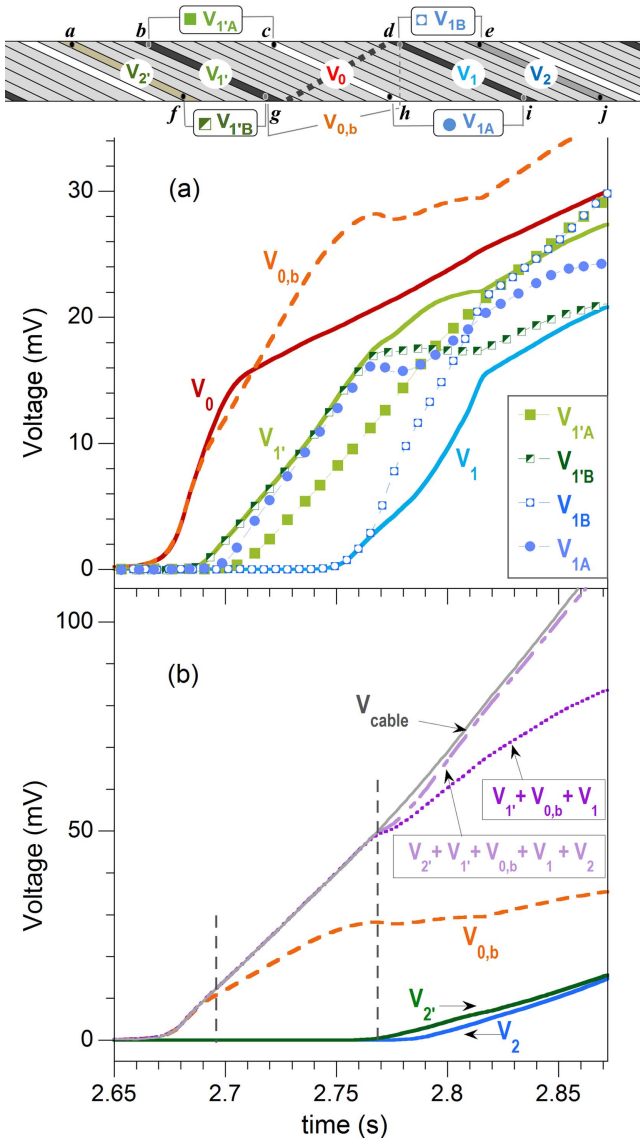 a b c d e
V1'A V1B
V2' V1' V0 V1 V2
f g h i j
V1'B V0,b V1A
(a)
30
20
10
0
Voltage (mV)
V0,b
V0
V1'
V1
V1'A
V1'B
V1B
V1A
(b)
100
50
0
Voltage (mV)
Vcable
V1' + V0,b + V1
V2' + V1' + V0,b + V1 + V2
V0,b
V2'
V2
2.65 2.7 2.75 2.8 2.85
time (s)